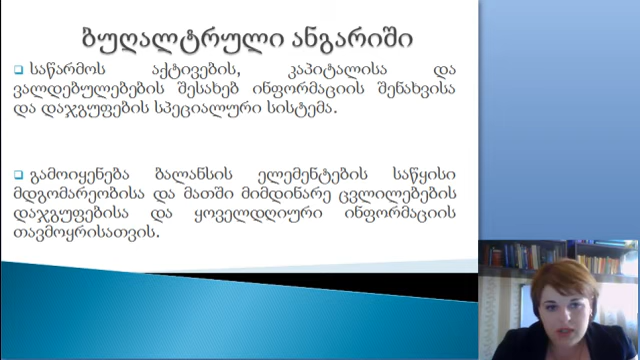 ბუღალტრული ანგარიში
საწარმოს აქტივების, კაპიტალისა და
ვალდებულებების შესახებ ინფორმაციის შენახვისა
და დაჯგუფების სპეციალური სისტემა.
გამოიყენება ბალანსის ელემენტების საწყისი
მდგომარეობისა და მათში მიმდინარე ცვლილებების
დაჯგუფებისა და ყოველდღიური ინფორმაციის
თავმოყრისათვის.